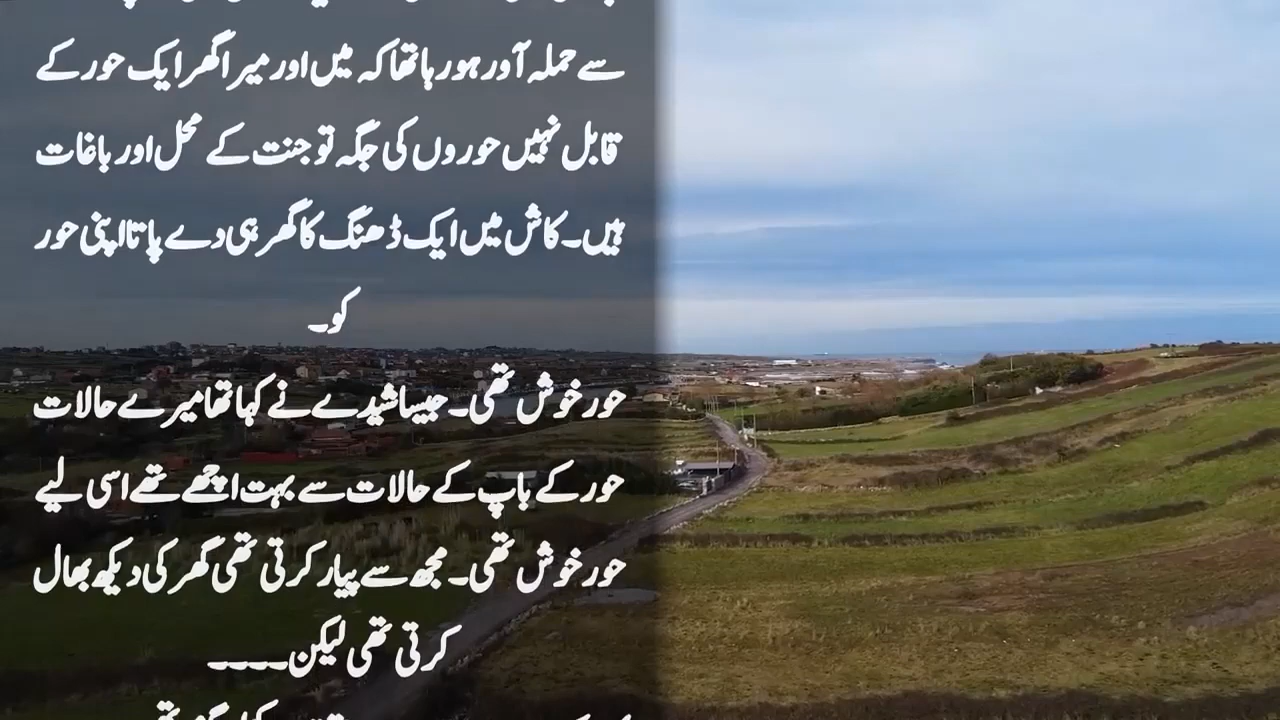 سے حملہ آور ہورہا تھا کہ میں اور میرا گھر ایک حور کے
قابل نہیں حوروں کی جگہ تو جنت کے محل اور باغات
ہیں۔ کاش میں ایک ڈھنگ کا گھر ہی دے پاتا اپنی حور
کو۔
حور خوش تھی۔ جیسا شیدے نے کہا تھا میرے حالات
حور کے باپ کے حالات سے بہت اچھے تھے اسی لیے
حور خوش تھی۔ مجھ سے پیار کرتی تھی گھر کی دیکھ بھال
کرتی تھی لیکن۔۔۔۔